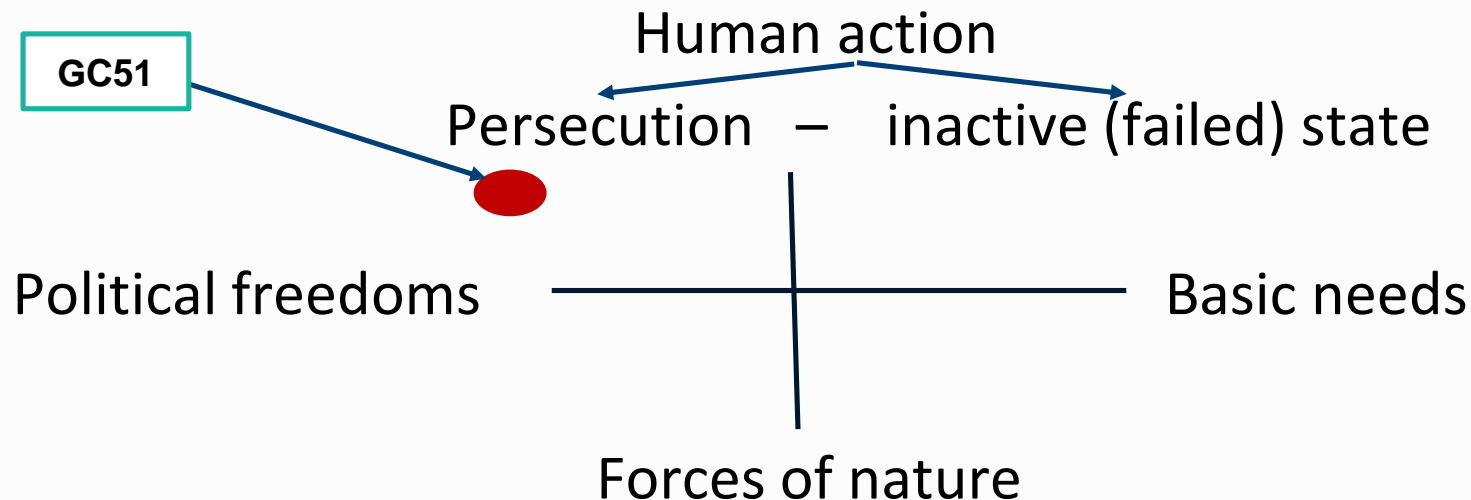 Human action
GC51
Persecution – inactive (failed) state
Political freedoms
Basic needs
Forces of nature